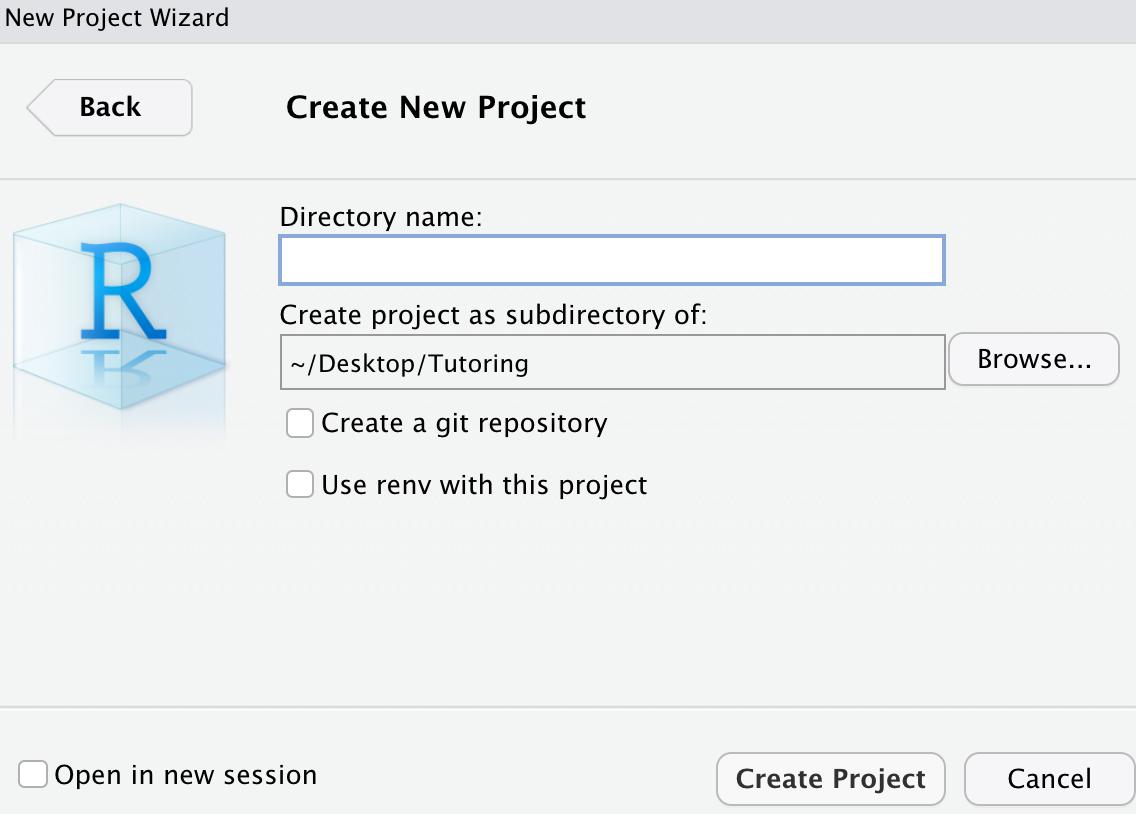 New Project Wizard
Back
Create New Project
R
Directory name:
Create project as subdirectory of:
~/Desktop/Tutoring
Browse...
Create a git repository
Use renv with this project
Open in new session
Create Project
Cancel